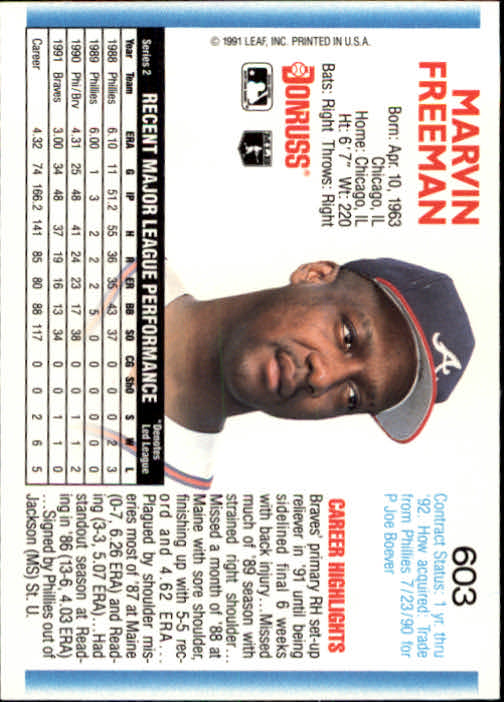 MARVIN
FREEMAN
Born: Apr. 10, 1963
Chicago, IL
Home: Chicago, IL
Ht: 6' 7" Wt: 220
Bats: Right Throws: Right
DONRUSS®
MLB
© 1991 LEAF, INC. PRINTED IN U.S.A.
603
Contract Status: 1 yr. thru
'92 How acquired: Trade
from Phillies 7/23/90 for
P Joe Boever
CAREER HIGHLIGHTS
Braves' primary RH set-up
reliever in '91 until being
sidelined final 6 weeks
with back injury...Missed
much of '89 season with
strained right shoulder...
Missed a month of '88 at
Maine with sore shoulder,
finishing up with 5-5 rec-
ord and 4.62 ERA...
Plagued by shoulder mis-
eries most of '87 at Maine
(0-7, 6.26 ERA) and Read-
ing (3-3, 5.07 ERA)...Had
standout season at Read-
ing in '86 (13-6, 4.03 ERA)
...Signed by Phillies out of
Jackson (MS) St. U.
Series 2 RECENT MAJOR LEAGUE PERFORMANCE *Denotes
Led League
Year Team ERA G IP H R ER BB SO CG Sh0 S W L
1988 Phillies 6.10 11 51.2 55 36 35 43 37 2 3
1989 Phillies 6.00 1 3 2 2 2 5 0 0 0
1990 Phi/Brv 4.31 25 48 41 24 23 17 38 1 1 2
1991 Braves 3.00 34 48 37 19 16 13 34 1 1 0
Career 4.32 74 166.2 141 85 80 88 117 0 2 6 5